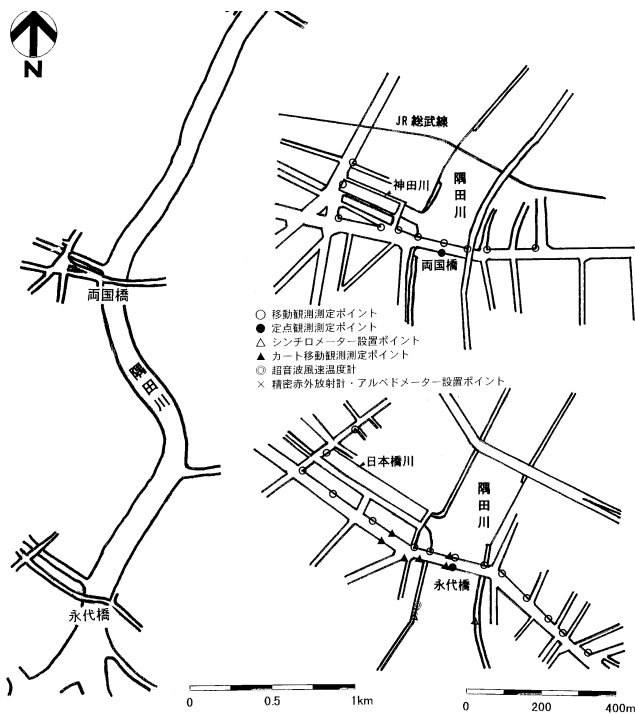 N
両国橋
隅田川
永代橋
0 0.5 1km
JR 総武線
神田川
隅田川
両国橋
○ 移動観測測定ポイント
● 定点観測測定ポイント
△ シンチロメーター設置ポイント
▲ カート移動観測測定ポイント
◎ 超音波風速温度計
× 精密赤外放射計・アルベドメーター設置ポイント
日本橋川
隅田川
永代橋
0 200 400m